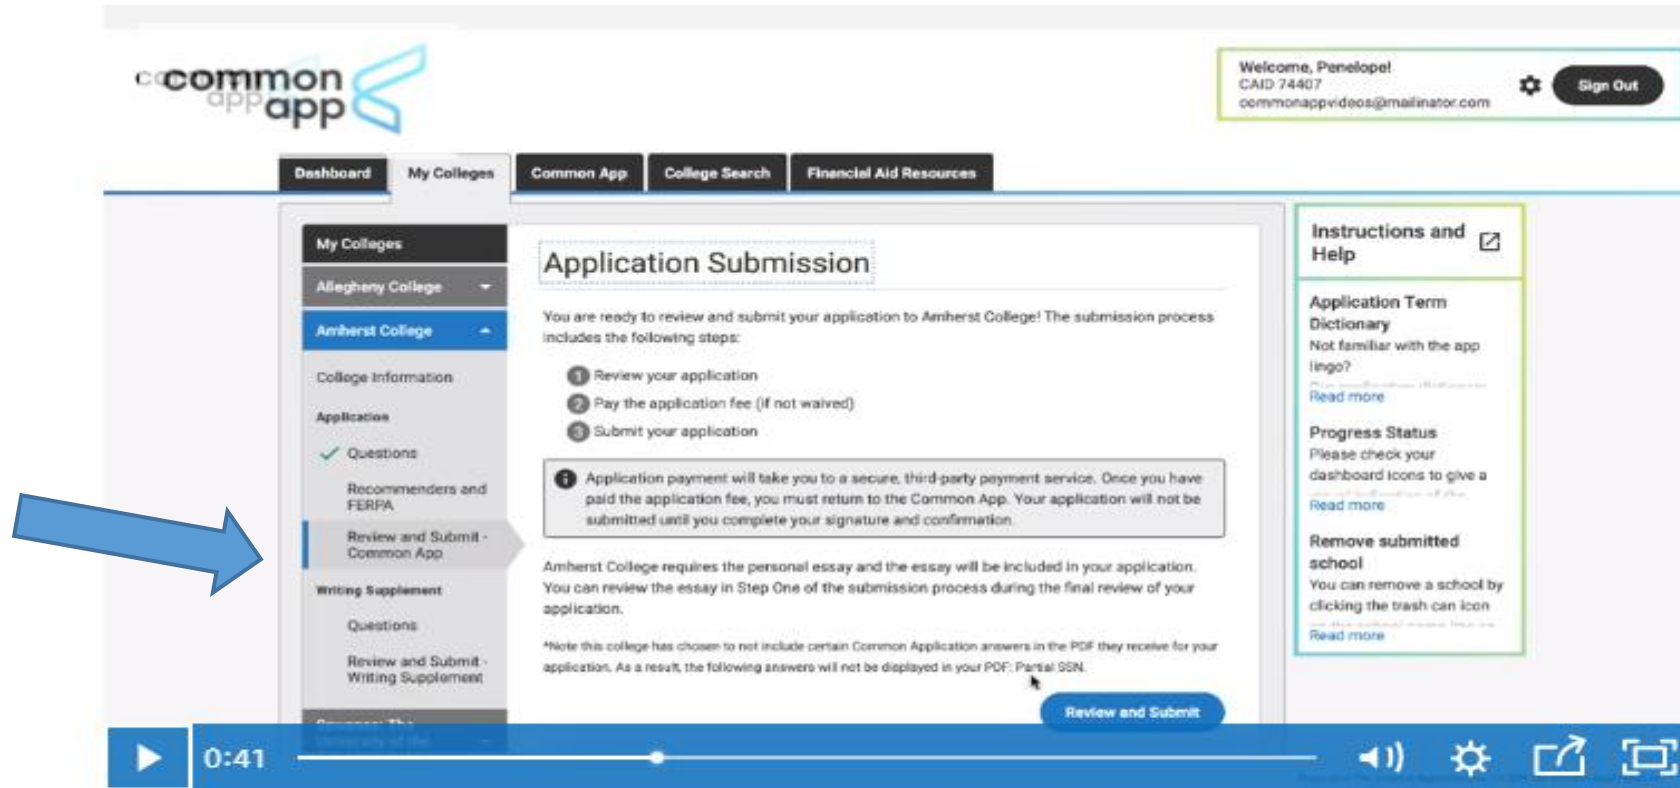 common
app
Welcome, Penelope!
CAID 74407
commonappvideos@mailinator.com
Sign Out
Dashboard
My Colleges
Common App
College Search
Financial Aid Resources
My Colleges
Allegheny College
Amherst College
College Information
Application
Questions
Recommenders and
FERPA
Review and Submit -
Common App
Writing Supplement
Questions
Review and Submit -
Writing Supplement
Application Submission
You are ready to review and submit your application to Amherst College! The submission process
includes the following steps:
1 Review your application
2 Pay the application fee (if not waived)
3 Submit your application
Application payment will take you to a secure, third-party payment service. Once you have
paid the application fee, you must return to the Common App. Your application will not be
submitted until you complete your signature and confirmation.
Amherst College requires the personal essay and the essay will be included in your application.
You can review the essay in Step One of the submission process during the final review of your
application.
*Note this college has chosen to not include certain Common Application answers in the PDF they receive for your
application. As a result, the following answers will not be displayed in your PDF: Partial SSN.
Review and Submit
Instructions and
Help
Application Term
Dictionary
Not familiar with the app
lingo?
Read more
Progress Status
Please check your
dashboard icons to give a
Read more
Remove submitted
school
You can remove a school by
clicking the trash can icon
Read more
0:41